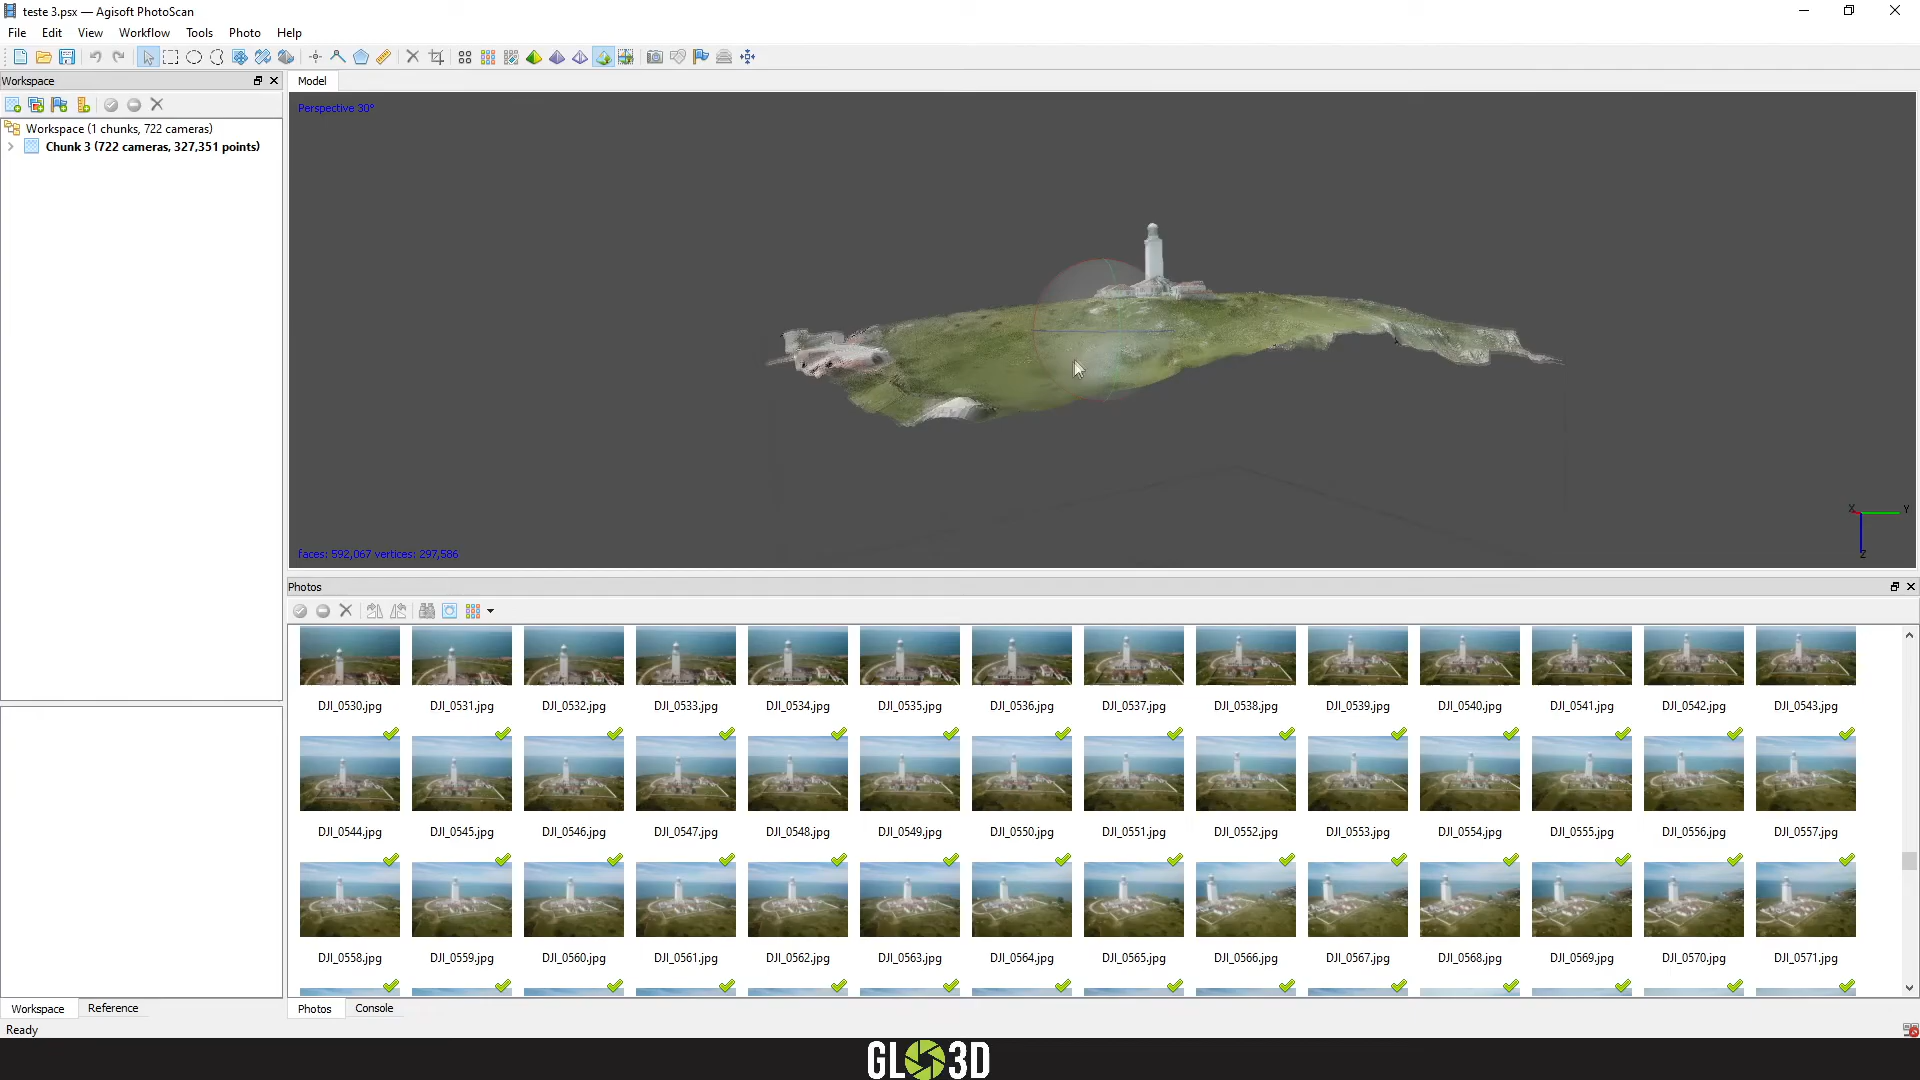 teste 3.psx — Agisoft PhotoScan
File Edit View Workflow Tools Photo Help
Workspace
Model
Workspace (1 chunks, 722 cameras)
Chunk 3 (722 cameras, 327,351 points)
Perspective 30°
X Y
Z
faces: 592,067 vertices: 297,586
Photos
DJI_0530.jpg DJI_0531.jpg DJI_0532.jpg DJI_0533.jpg DJI_0534.jpg DJI_0535.jpg DJI_0536.jpg DJI_0537.jpg DJI_0538.jpg DJI_0539.jpg DJI_0540.jpg DJI_0541.jpg DJI_0542.jpg DJI_0543.jpg
DJI_0544.jpg DJI_0545.jpg DJI_0546.jpg DJI_0547.jpg DJI_0548.jpg DJI_0549.jpg DJI_0550.jpg DJI_0551.jpg DJI_0552.jpg DJI_0553.jpg DJI_0554.jpg DJI_0555.jpg DJI_0556.jpg DJI_0557.jpg
DJI_0558.jpg DJI_0559.jpg DJI_0560.jpg DJI_0561.jpg DJI_0562.jpg DJI_0563.jpg DJI_0564.jpg DJI_0565.jpg DJI_0566.jpg DJI_0567.jpg DJI_0568.jpg DJI_0569.jpg DJI_0570.jpg DJI_0571.jpg
Workspace Reference
Photos Console
Ready
GLO3D